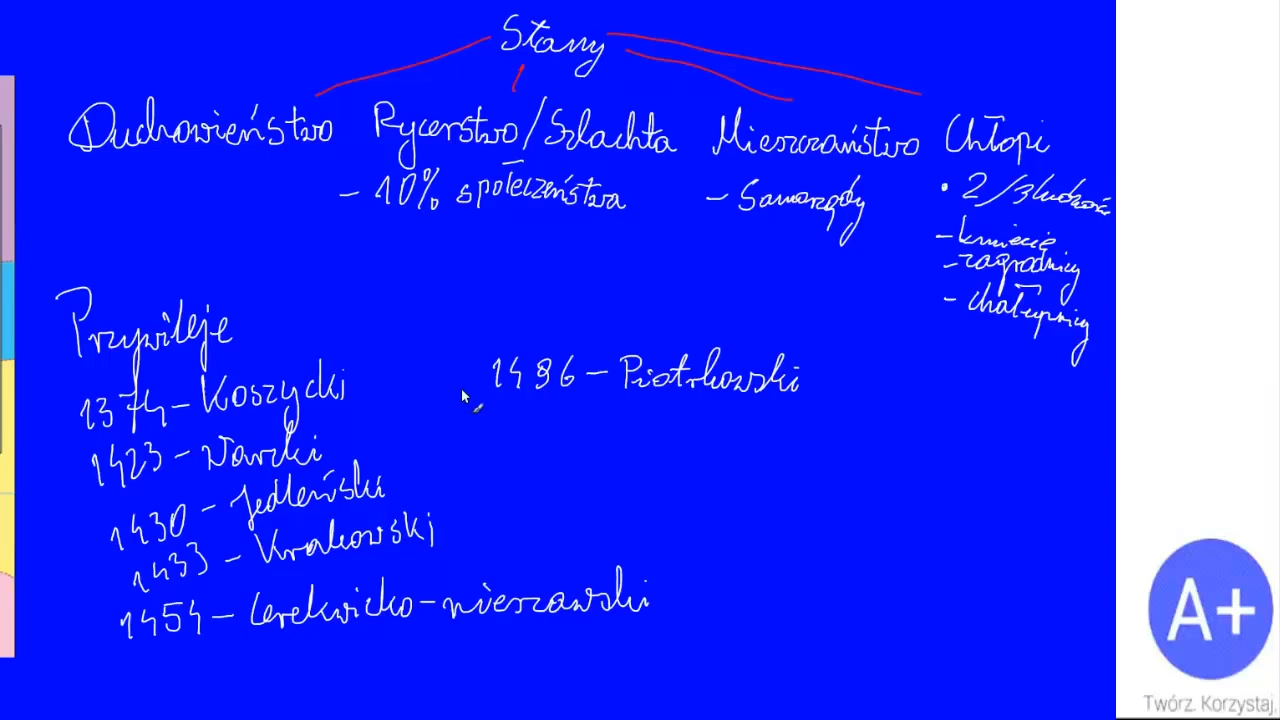 Stany
Duchowieństwo Rycerstwo/Szlachta Mieszczaństwo Chłopi
- 10% społeczeństwa
- Samorządy
• 2/3 ludności
- kmiecie
- zagrodnicy
- chałupnicy
Przywileje
1374 - Koszycki
1423 - Warcki
1430 - Jedleński
1433 - Krakowski
1454 - Cerekwicko-nieszawski
1496 - Piotrkowski
A+
Twórz. Korzystaj.